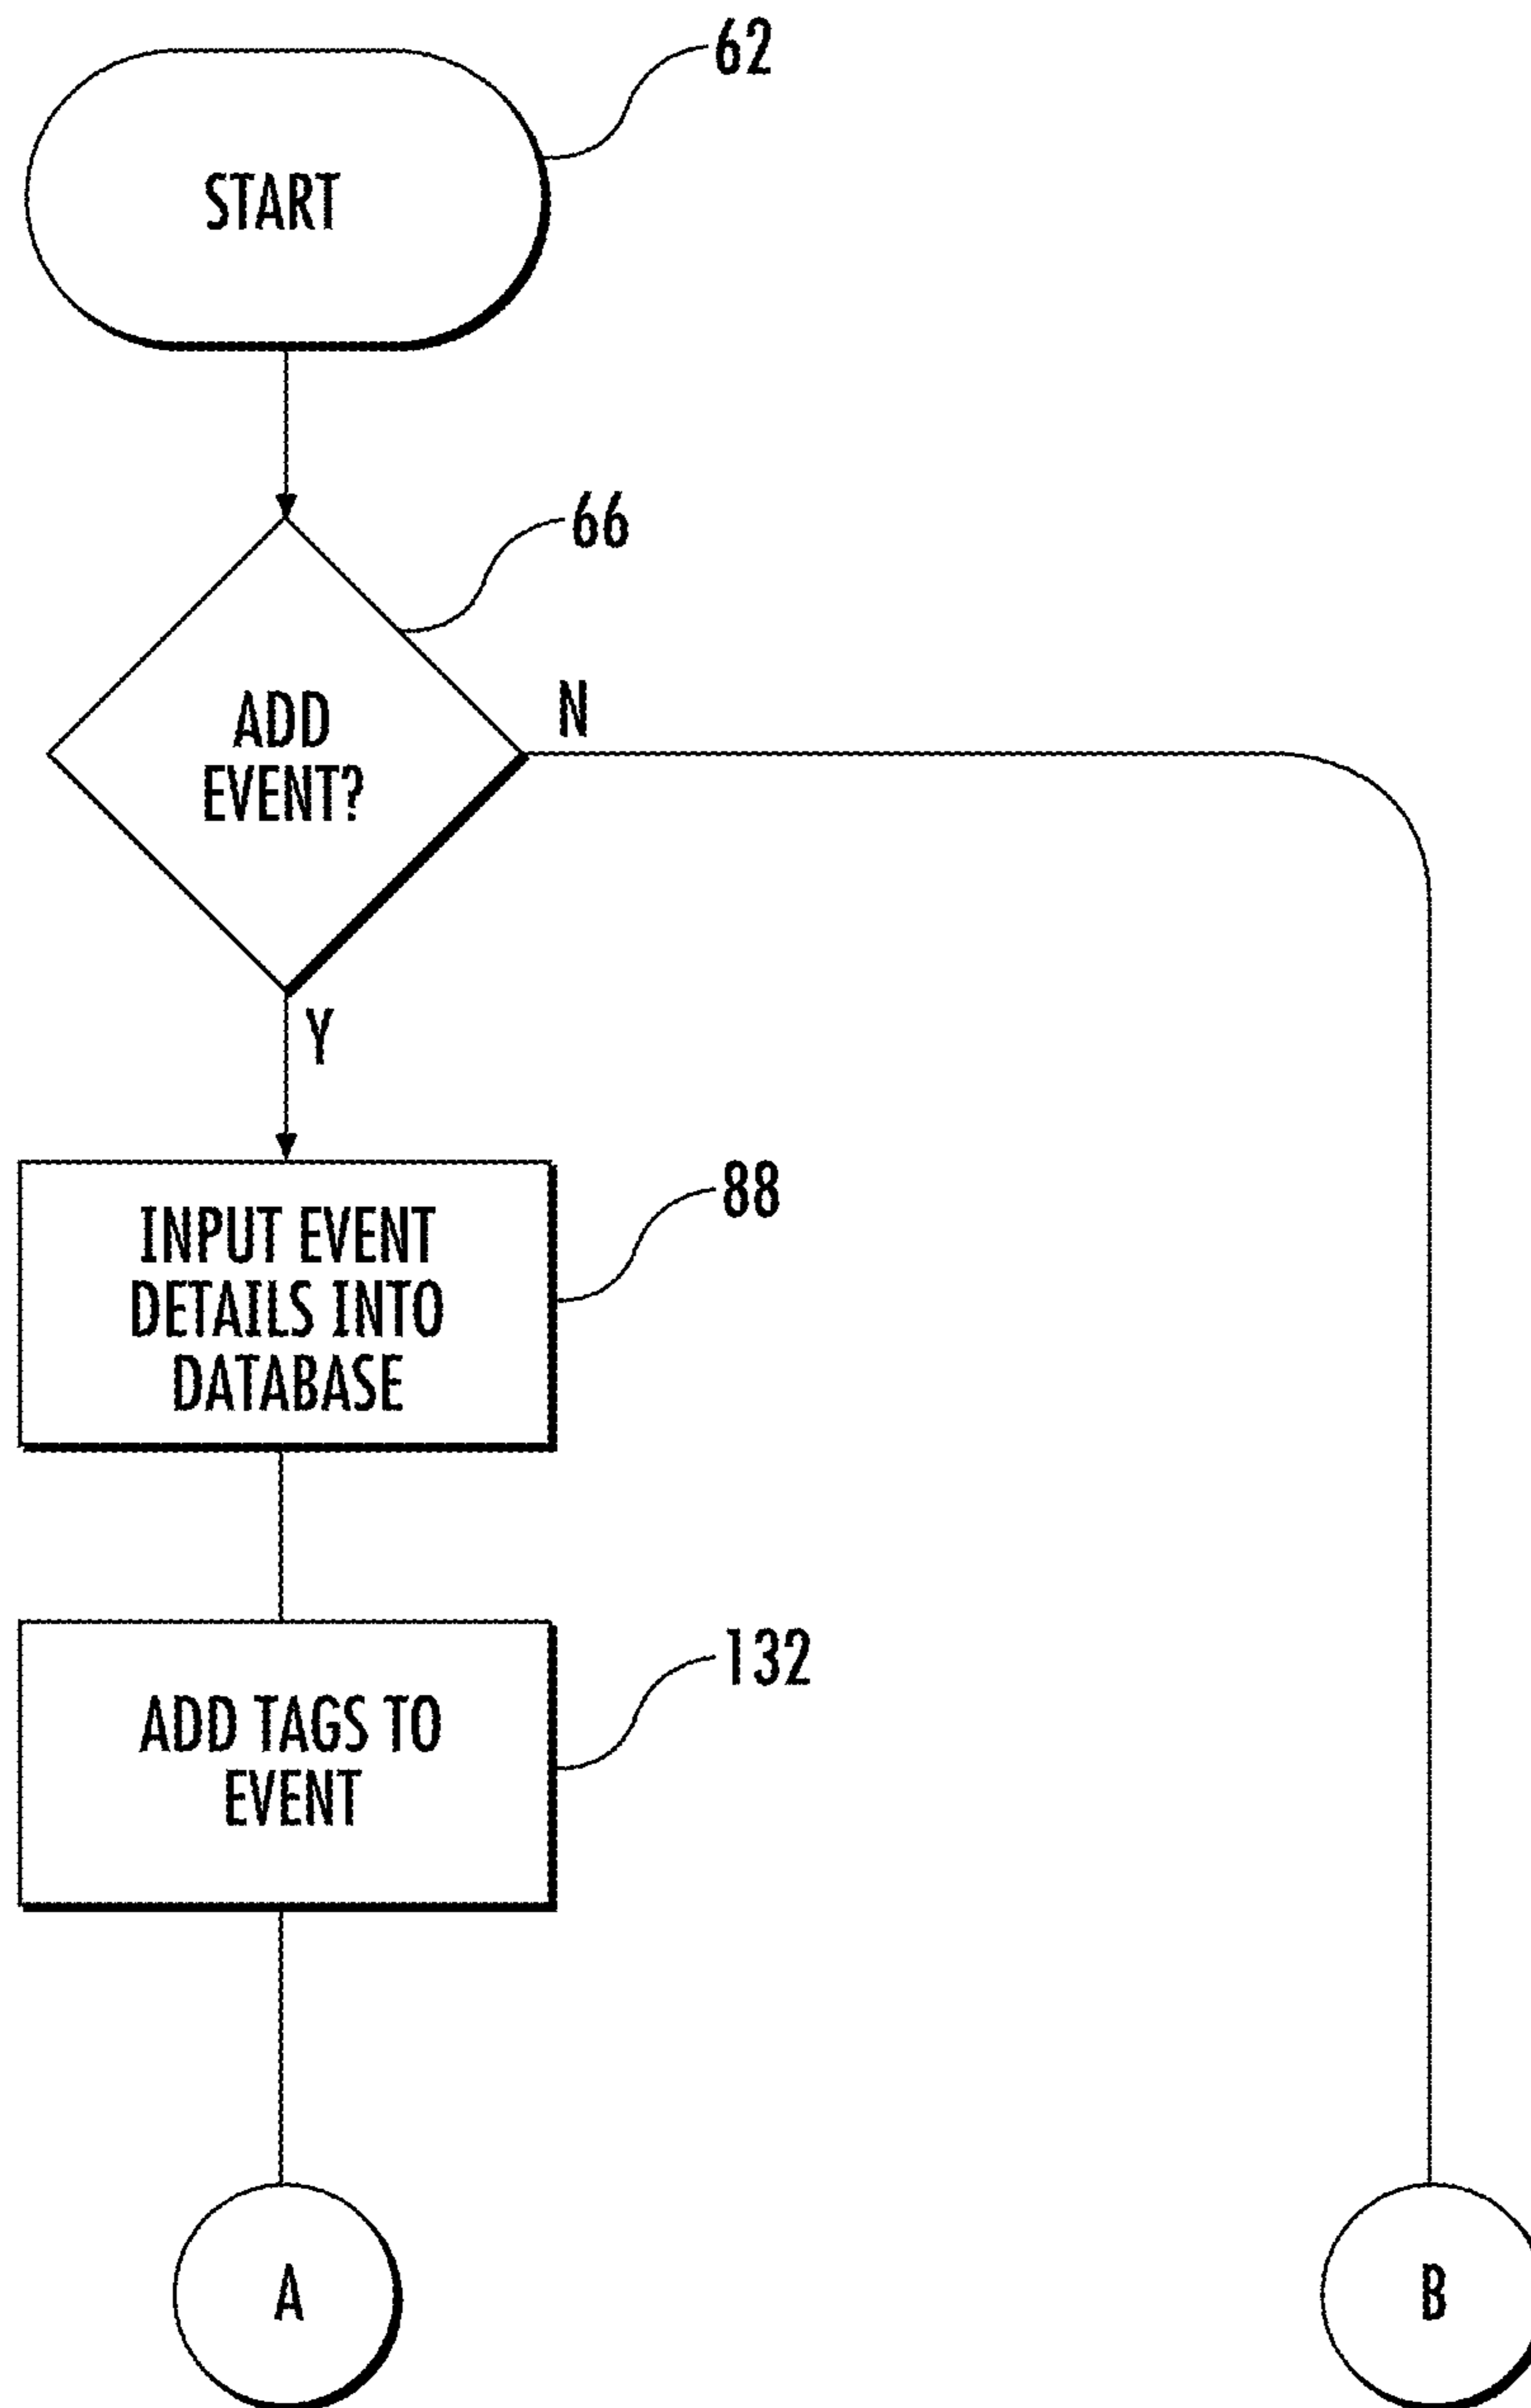 62
START
66
ADD
EVENT?
N
Y
88
INPUT EVENT
DETAILS INTO
DATABASE
132
ADD TAGS TO
EVENT
A
B